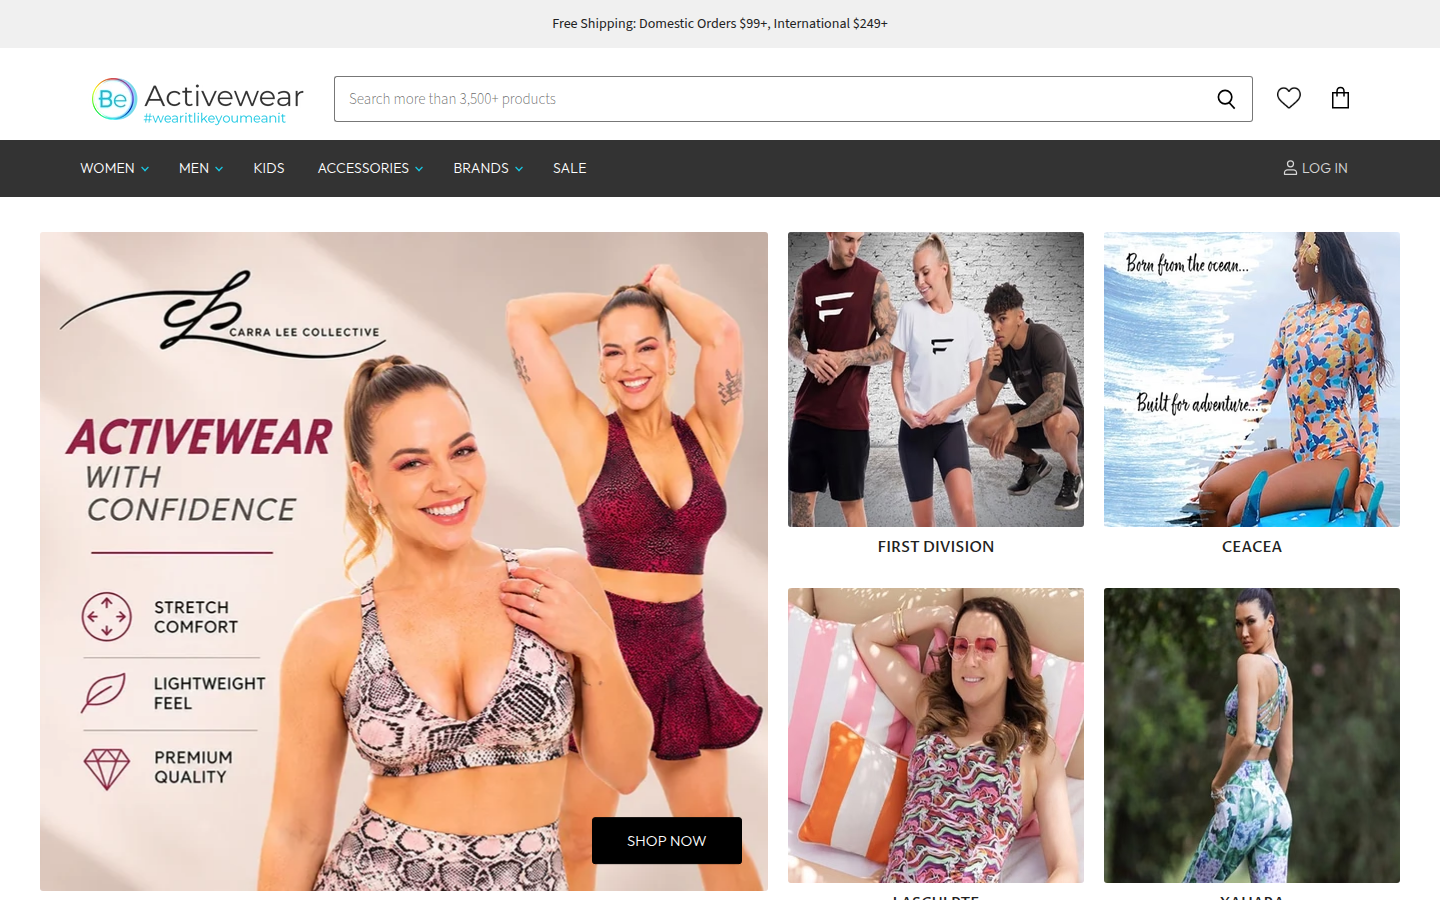 Free Shipping: Domestic Orders $99+, International $249+
Be Activewear
#wearitlikeyoumeanit
Search more than 3,500+ products
WOMEN MEN KIDS ACCESSORIES BRANDS SALE LOG IN
CARRA LEE COLLECTIVE
ACTIVEWEAR
WITH
CONFIDENCE
STRETCH
COMFORT
LIGHTWEIGHT
FEEL
PREMIUM
QUALITY
SHOP NOW
FIRST DIVISION
Born from the ocean...
Built for adventure...
CEACEA
LASCULPTE
XAHARA